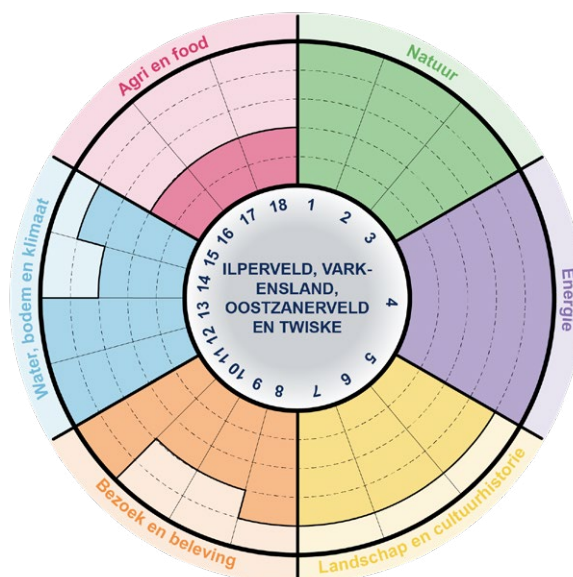 Agri en food
Natuur
Energie
Landschap en cultuurhistorie
Bezoek en beleving
Water, bodem en klimaat
1
2
3
4
5
6
7
8
9
10
11
12
13
14
15
16
17
18
ILPERVELD, VARK-
ENSLAND,
OOSTZANERVELD
EN TWISKE